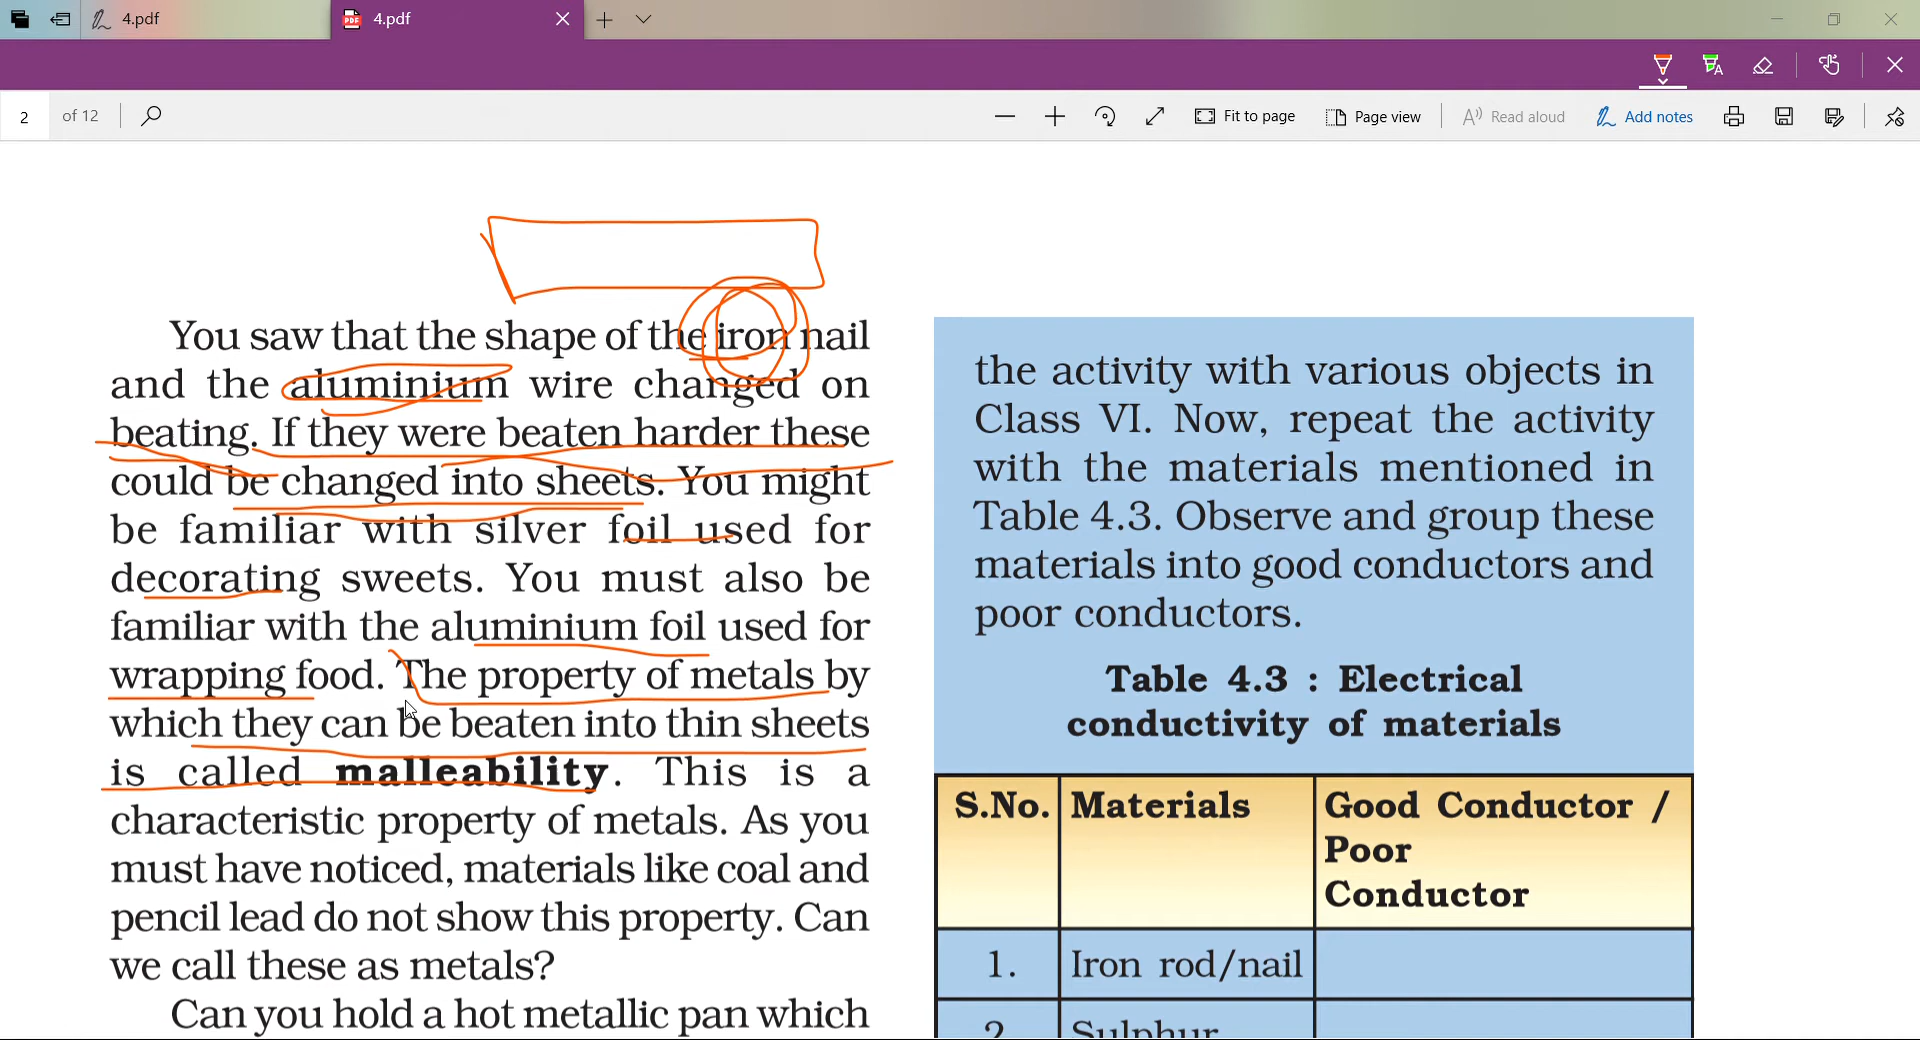 4.pdf
4.pdf
2 of 12
Fit to page
Page view
Read aloud
Add notes
You saw that the shape of the iron nail
and the aluminium wire changed on
beating. If they were beaten harder these
could be changed into sheets. You might
be familiar with silver foil used for
decorating sweets. You must also be
familiar with the aluminium foil used for
wrapping food. The property of metals by
which they can be beaten into thin sheets
is called malleability. This is a
characteristic property of metals. As you
must have noticed, materials like coal and
pencil lead do not show this property. Can
we call these as metals?
Can you hold a hot metallic pan which
the activity with various objects in
Class VI. Now, repeat the activity
with the materials mentioned in
Table 4.3. Observe and group these
materials into good conductors and
poor conductors.
Table 4.3 : Electrical
conductivity of materials
S.No. Materials Good Conductor /
Poor
Conductor
1. Iron rod/nail
2. Sulphur